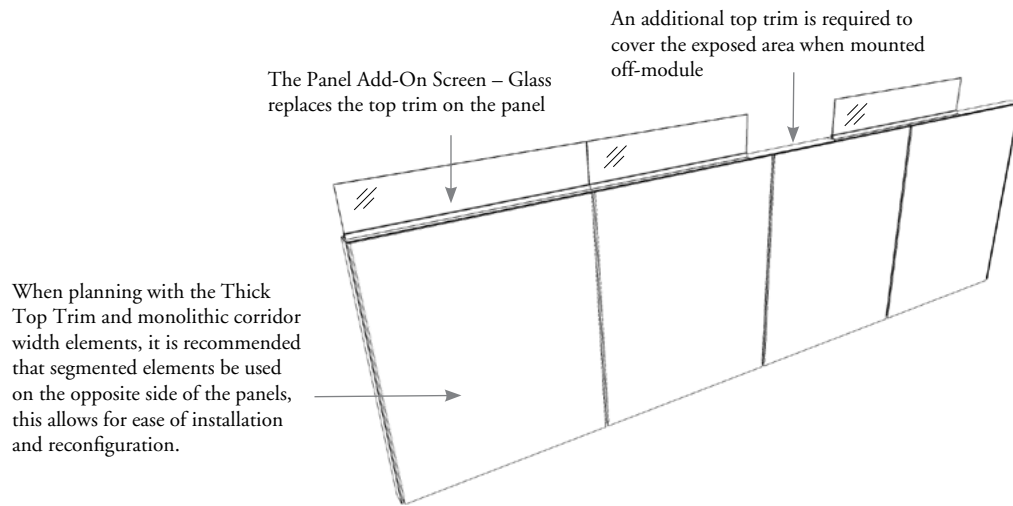 An additional top trim is required to
cover the exposed area when mounted
off-module
The Panel Add-On Screen – Glass
replaces the top trim on the panel
When planning with the Thick
Top Trim and monolithic corridor
width elements, it is recommended
that segmented elements be used
on the opposite side of the panels,
this allows for ease of installation
and reconfiguration.